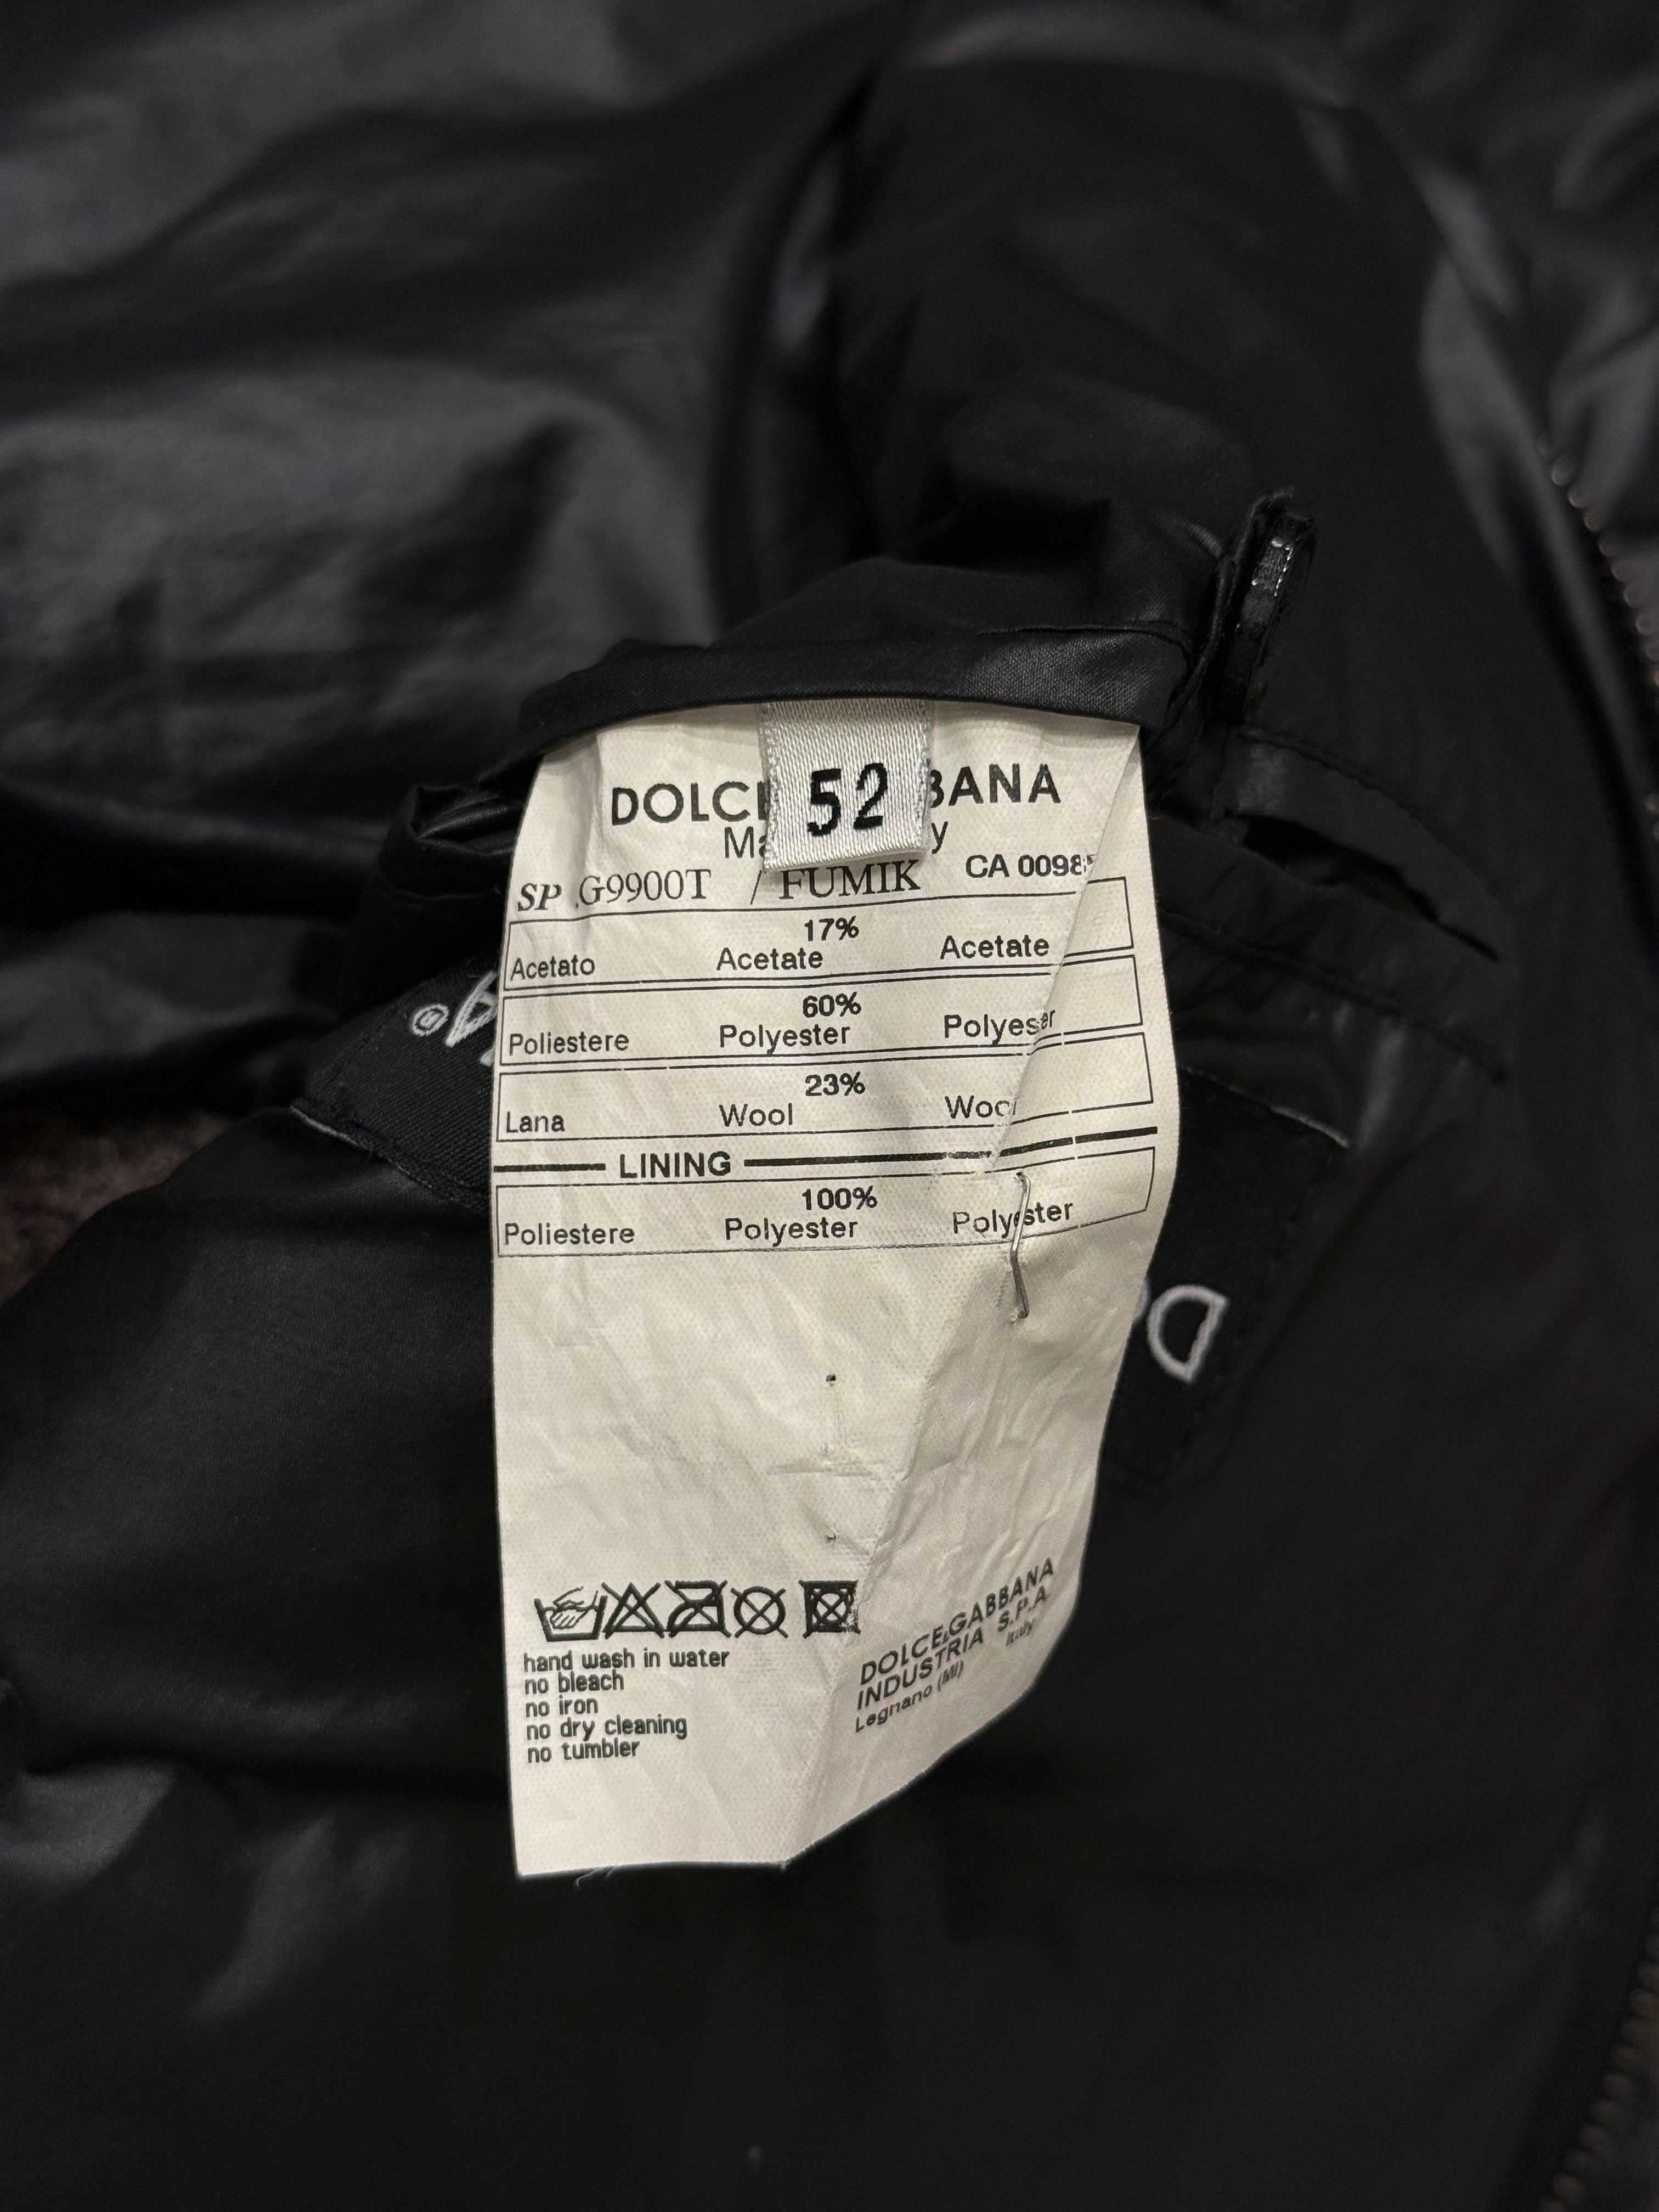 52
DOLCE BANA
SP .G9900T / FUMIK CA 0098
17%
Acetato Acetate Acetate
60%
Poliestere Polyester Polyester
23%
Lana Wool Wool
LINING
100%
Poliestere Polyester Polyester
hand wash in water
no bleach
no iron
no dry cleaning
no tumbler
DOLCE&GABBANA
INDUSTRIA S.P.A.
Legnano (MI) Italy